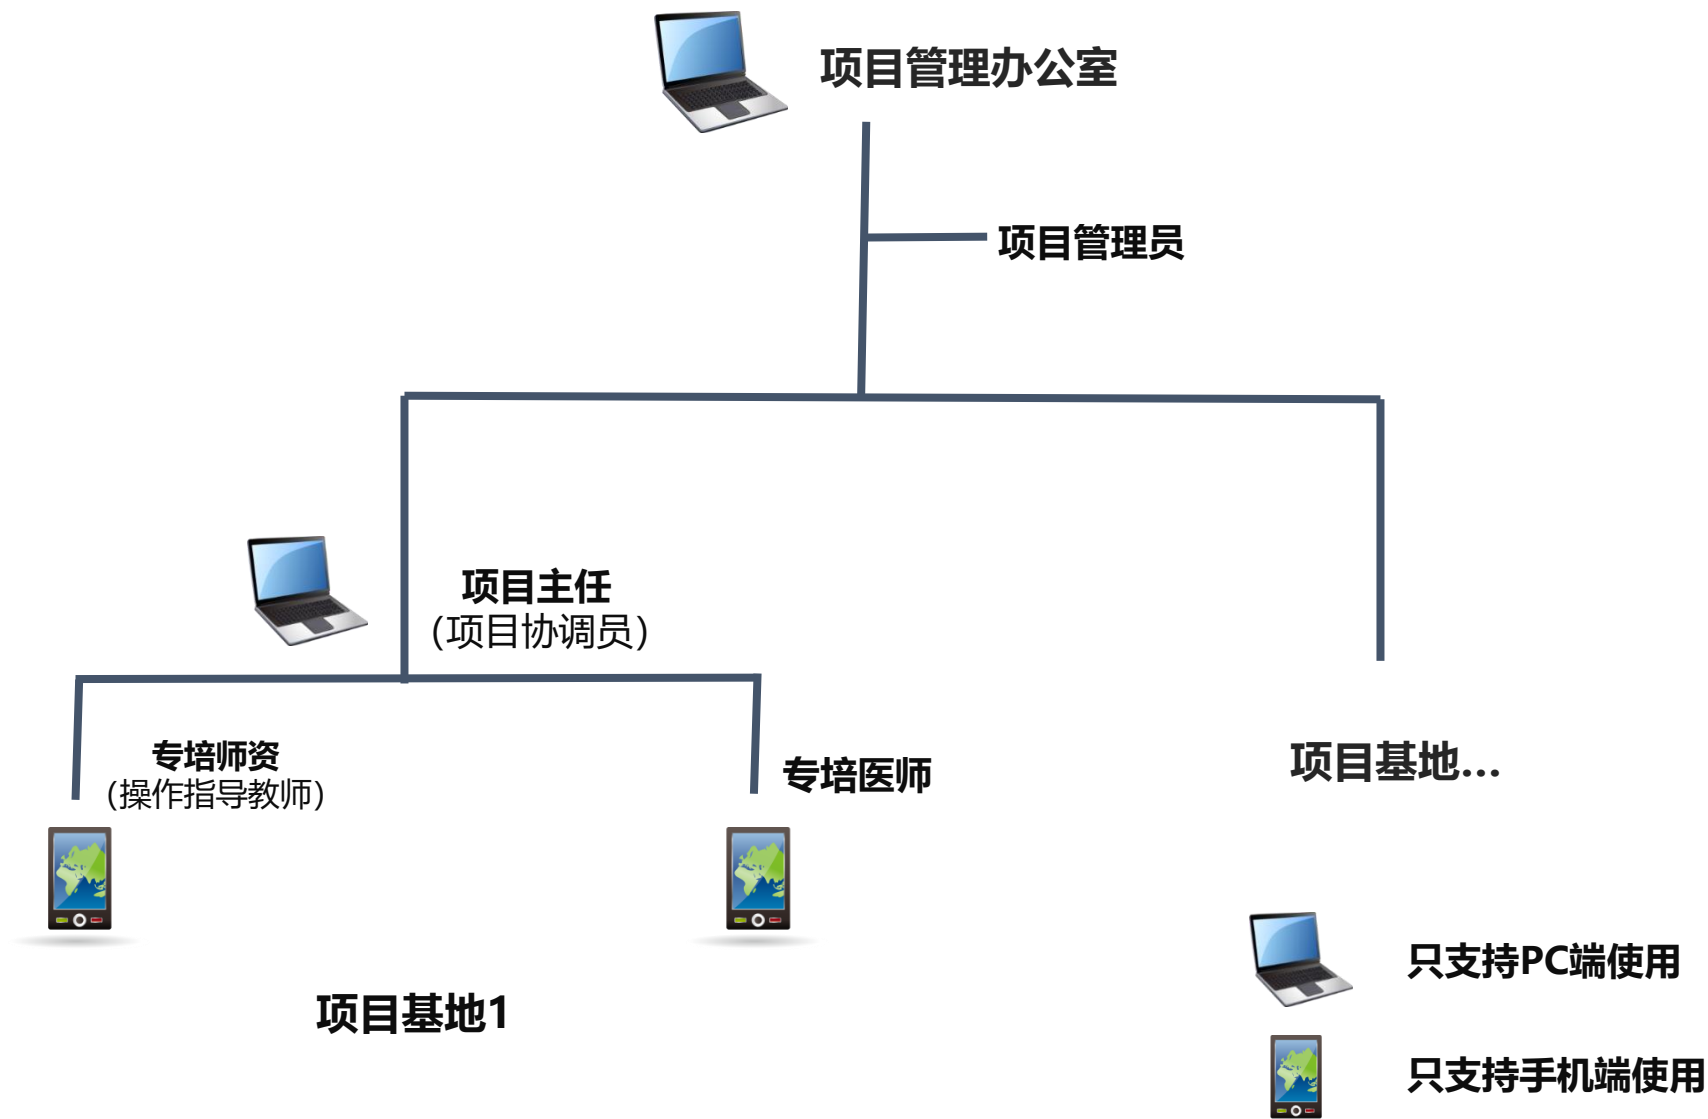 项目管理办公室
项目管理员
项目主任
（项目协调员）
专培师资
（操作指导教师）
专培医师
项目基地...
项目基地1
只支持PC端使用
只支持手机端使用